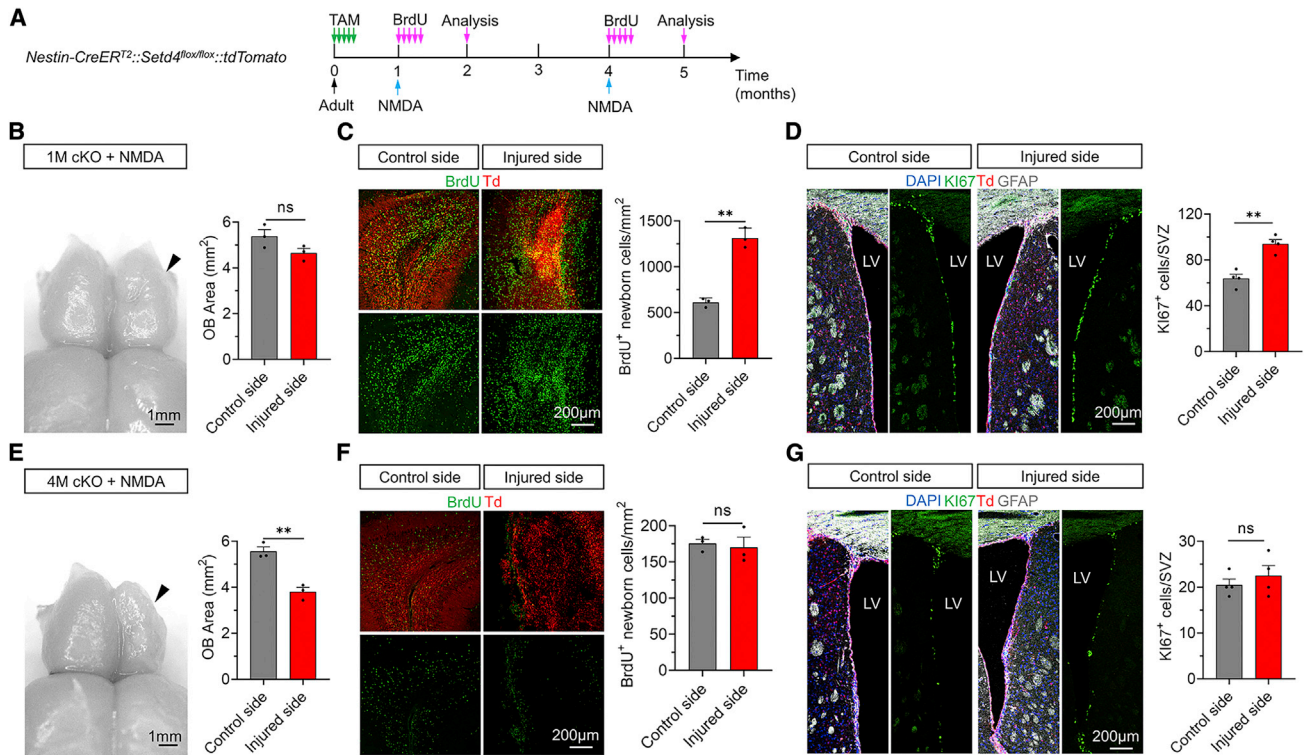 A
Nestin-CreERT2::Setd4flox/flox::tdTomato
TAM
BrdU
Analysis
BrdU
Analysis
0
1
2
3
4
5
Time
(months)
Adult
NMDA
NMDA
B
1M cKO + NMDA
1mm
OB Area (mm2)
6
4
2
0
ns
Control side
Injured side
C
Control side
Injured side
BrdU Td
200μm
BrdU+ newborn cells/mm2
1500
1000
500
0
**
Control side
Injured side
D
Control side
Injured side
DAPI KI67 Td GFAP
LV
LV
LV
LV
200μm
KI67+ cells/SVZ
120
90
60
30
0
**
Control side
Injured side
E
4M cKO + NMDA
1mm
OB Area (mm2)
6
4
2
0
**
Control side
Injured side
F
Control side
Injured side
BrdU Td
200μm
BrdU+ newborn cells/mm2
200
150
100
50
0
ns
Control side
Injured side
G
Control side
Injured side
DAPI KI67 Td GFAP
LV
LV
LV
LV
200μm
KI67+ cells/SVZ
30
20
10
0
ns
Control side
Injured side